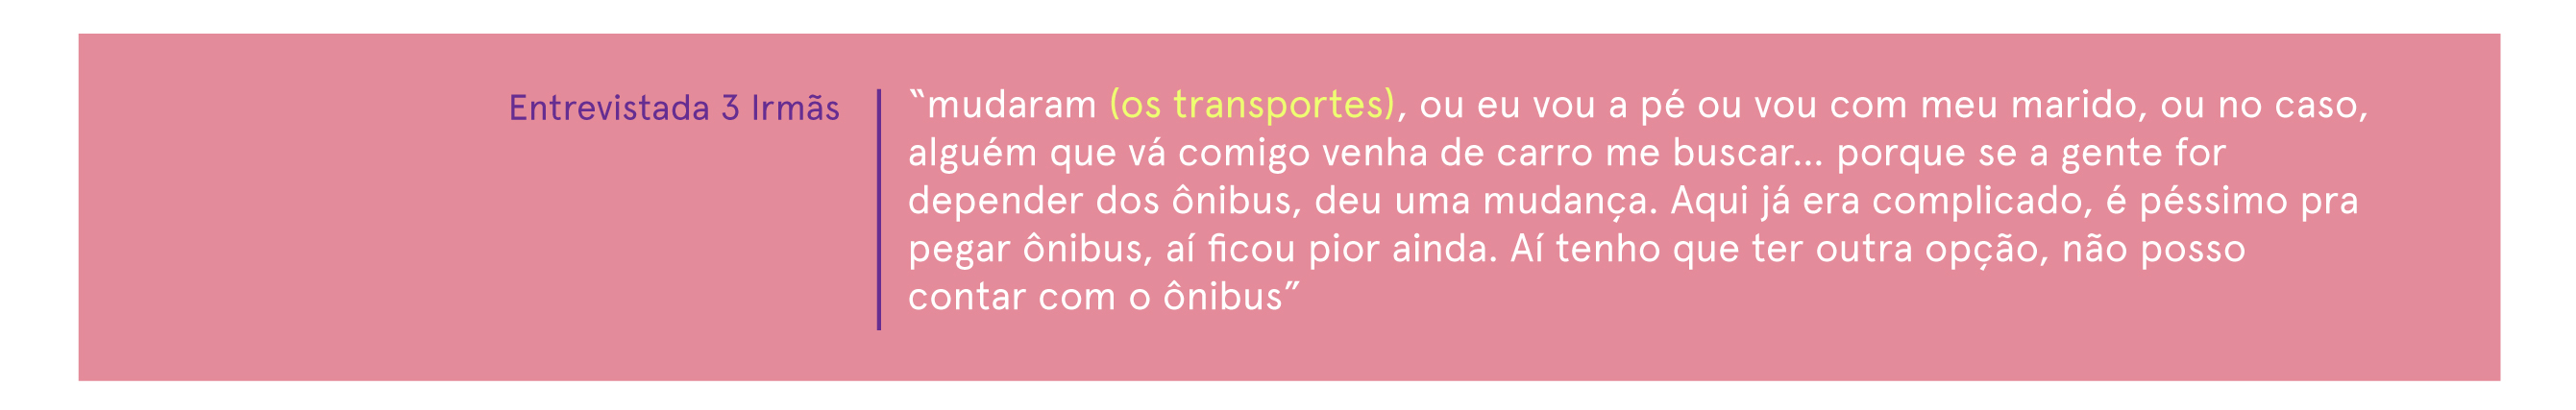 Entrevistada 3 Irmãs
“mudaram (os transportes), ou eu vou a pé ou vou com meu marido, ou no caso,
alguém que vá comigo venha de carro me buscar... porque se a gente for
depender dos ônibus, deu uma mudança. Aqui já era complicado, é péssimo pra
pegar ônibus, aí ficou pior ainda. Aí tenho que ter outra opção, não posso
contar com o ônibus”